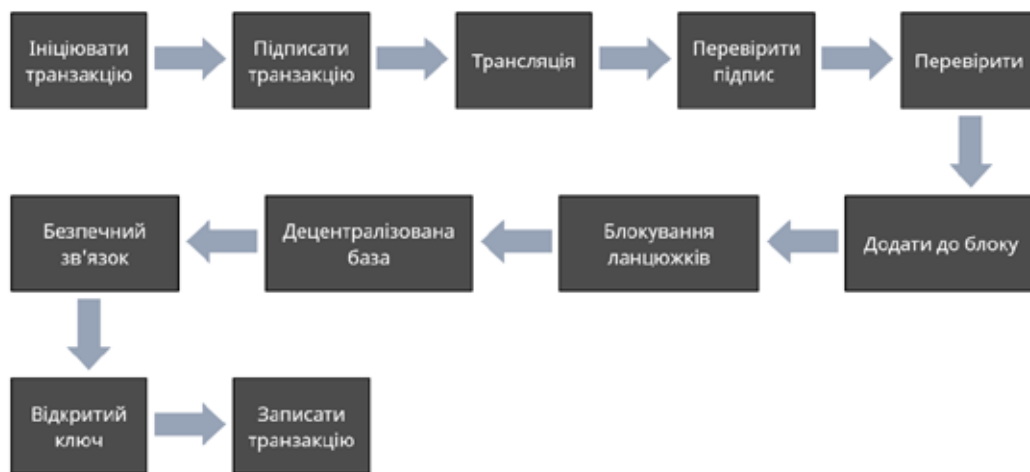 Ініціювати
транзакцію
Підписати
транзакцію
Трансляція
Перевірити
підпис
Перевірити
Додати до блоку
Блокування
ланцюжків
Децентралізована
база
Безпечний
зв'язок
Відкритий
ключ
Записати
транзакцію